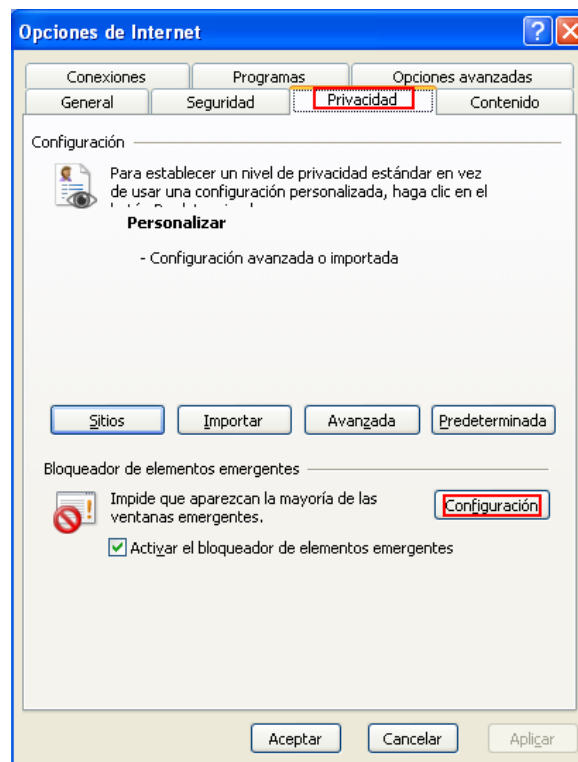 Opciones de Internet
Conexiones Programas Opciones avanzadas
General Seguridad Privacidad Contenido
Configuración
Para establecer un nivel de privacidad estándar en vez
de usar una configuración personalizada, haga clic en el
Personalizar
- Configuración avanzada o importada
Sitios Importar Avanzada Predeterminada
Bloqueador de elementos emergentes
Impide que aparezcan la mayoría de las
ventanas emergentes.
Configuración
Activar el bloqueador de elementos emergentes
Aceptar Cancelar Aplicar